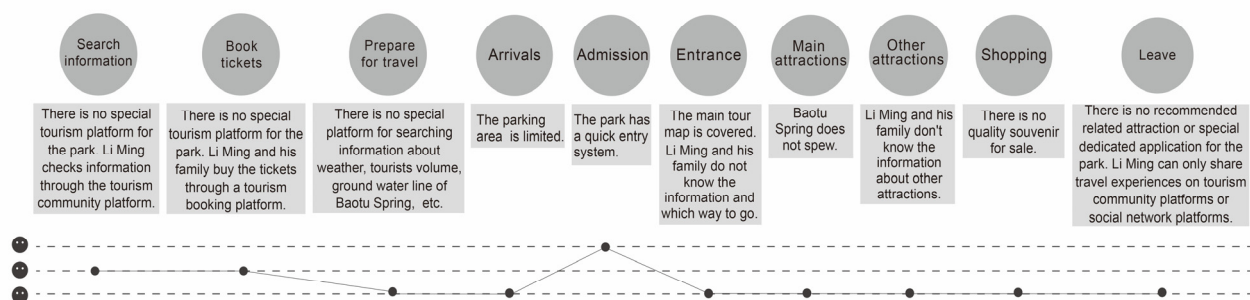 Search
information
Book
tickets
Prepare
for travel
Arrivals
Admission
Entrance
Main
attractions
Other
attractions
Shopping
Leave
There is no special
tourism platform for
the park. Li Ming
checks information
through the tourism
community platform.
There is no special
tourism platform for the
park. Li Ming and his
family buy the tickets
through a tourism
booking platform.
There is no special
platform for searching
information about
weather, tourists volume,
ground water line of
Baotu Spring, etc.
The parking
area is limited.
The park has
a quick entry
system.
The main tour
map is covered.
Li Ming and his
family do not
know the
information and
which way to go.
Baotu
Spring does
not spew.
Li Ming and his
family don't
know the
information
about other
attractions.
There is no
quality souvenir
for sale.
There is no recommended
related attraction or special
dedicated application for the
park. Li Ming can only share
travel experiences on tourism
community platforms or
social network platforms.